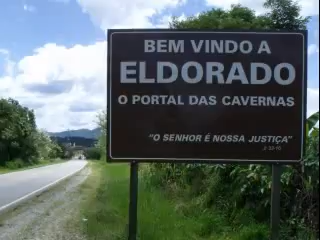 BEM VINDO A
ELDORADO
O PORTAL DAS CAVERNAS
"O SENHOR É NOSSA JUSTIÇA"